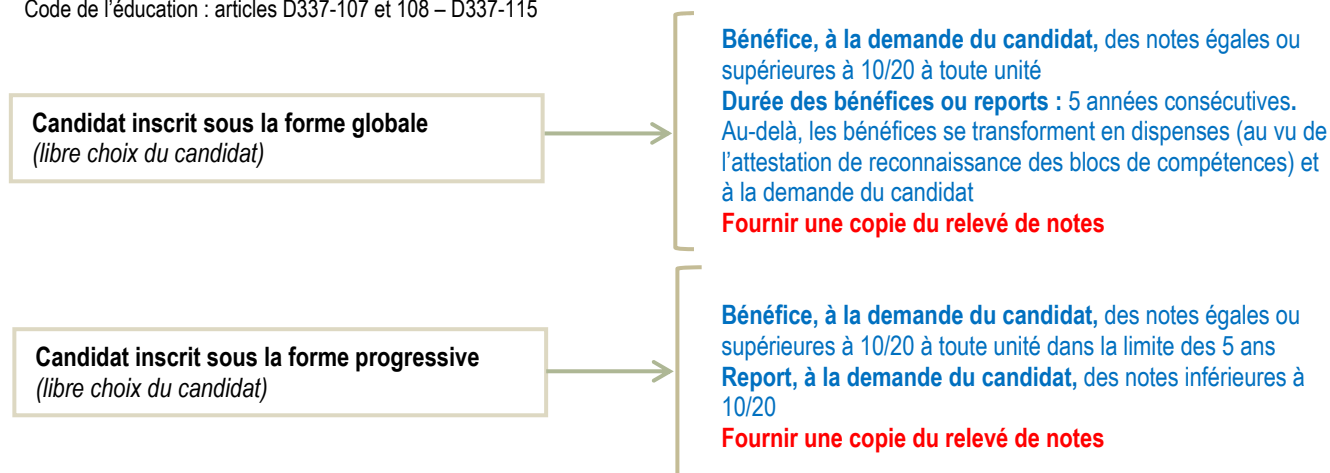 Code de l'éducation : articles D337-107 et 108 – D337-115
Candidat inscrit sous la forme globale
(libre choix du candidat)
Bénéfice, à la demande du candidat, des notes égales ou
supérieures à 10/20 à toute unité
Durée des bénéfices ou reports : 5 années consécutives.
Au-delà, les bénéfices se transforment en dispenses (au vu de
l'attestation de reconnaissance des blocs de compétences) et
à la demande du candidat
Fournir une copie du relevé de notes
Candidat inscrit sous la forme progressive
(libre choix du candidat)
Bénéfice, à la demande du candidat, des notes égales ou
supérieures à 10/20 à toute unité dans la limite des 5 ans
Report, à la demande du candidat, des notes inférieures à
10/20
Fournir une copie du relevé de notes